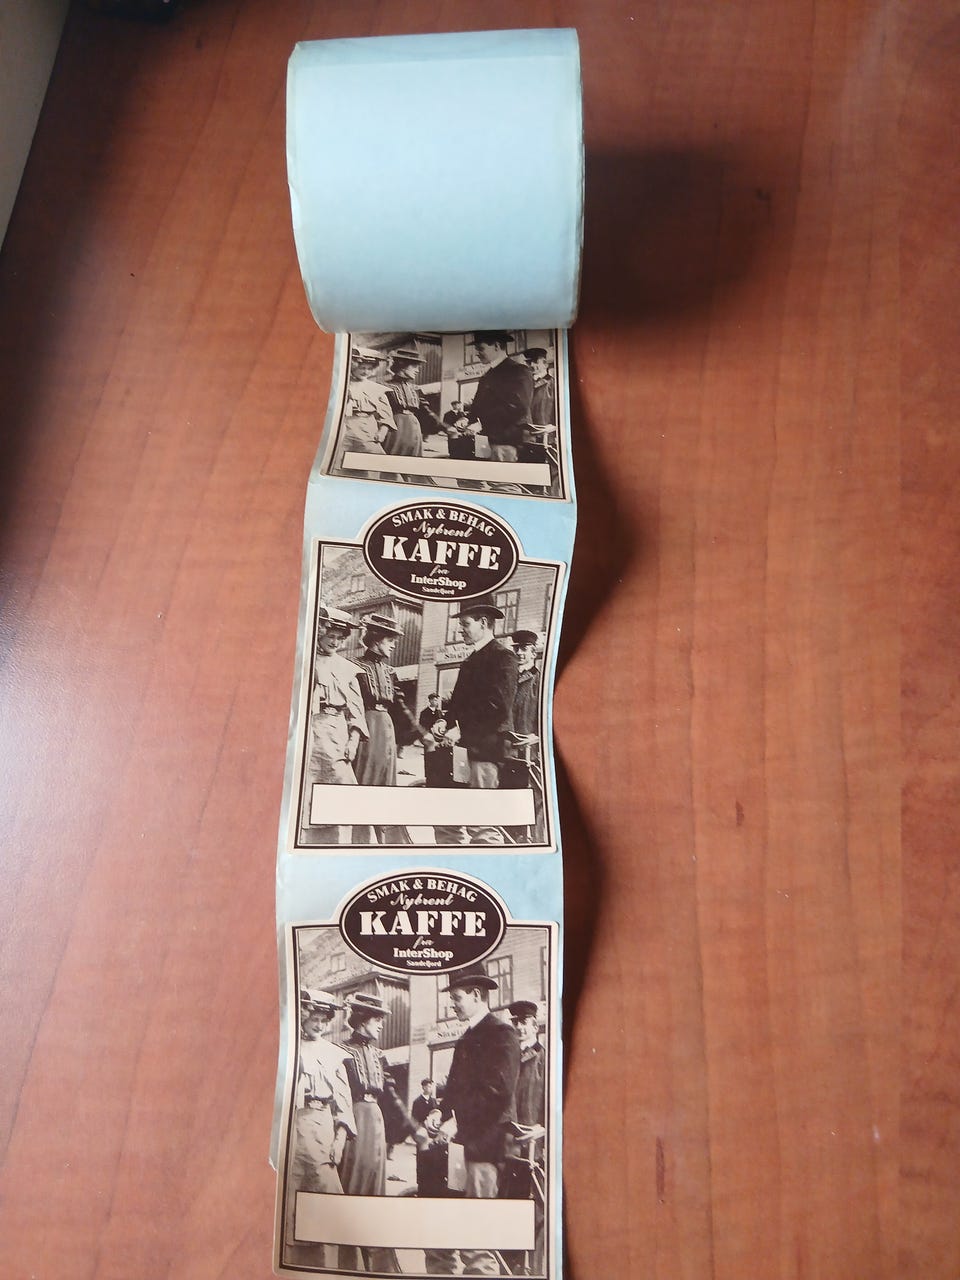 SMAK & BEHAG
Nybrent
KAFFE
fra
InterShop
Sandefjord
SMAK & BEHAG
Nybrent
KAFFE
fra
InterShop
Sandefjord